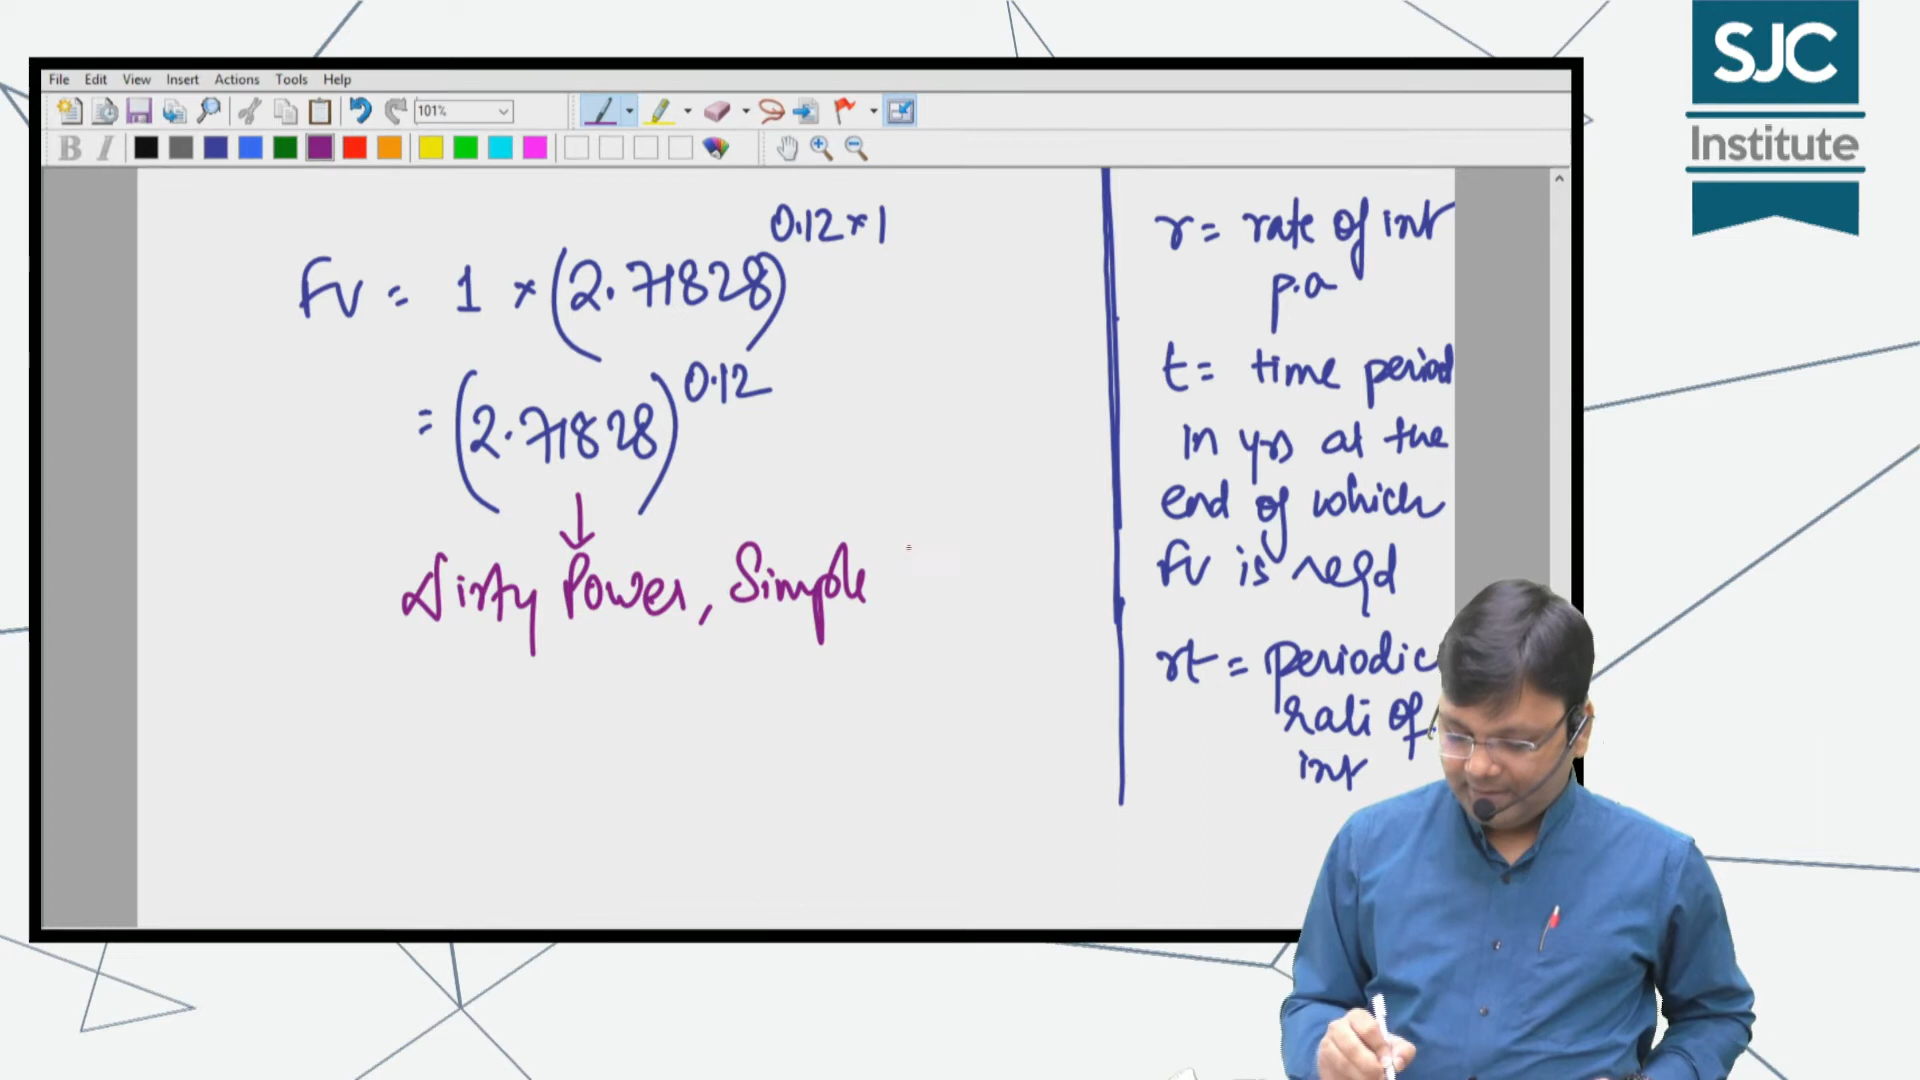 SJC
Institute
File Edit View Insert Actions Tools Help
101%
B I
FV = 1 × (2.71828)^0.12×1
= (2.71828)^0.12
↓
Dirty Power, Simple
r = rate of int
p.a
t = time period
in yrs at the
end of which
FV is reqd
rt = periodic
rate of
int